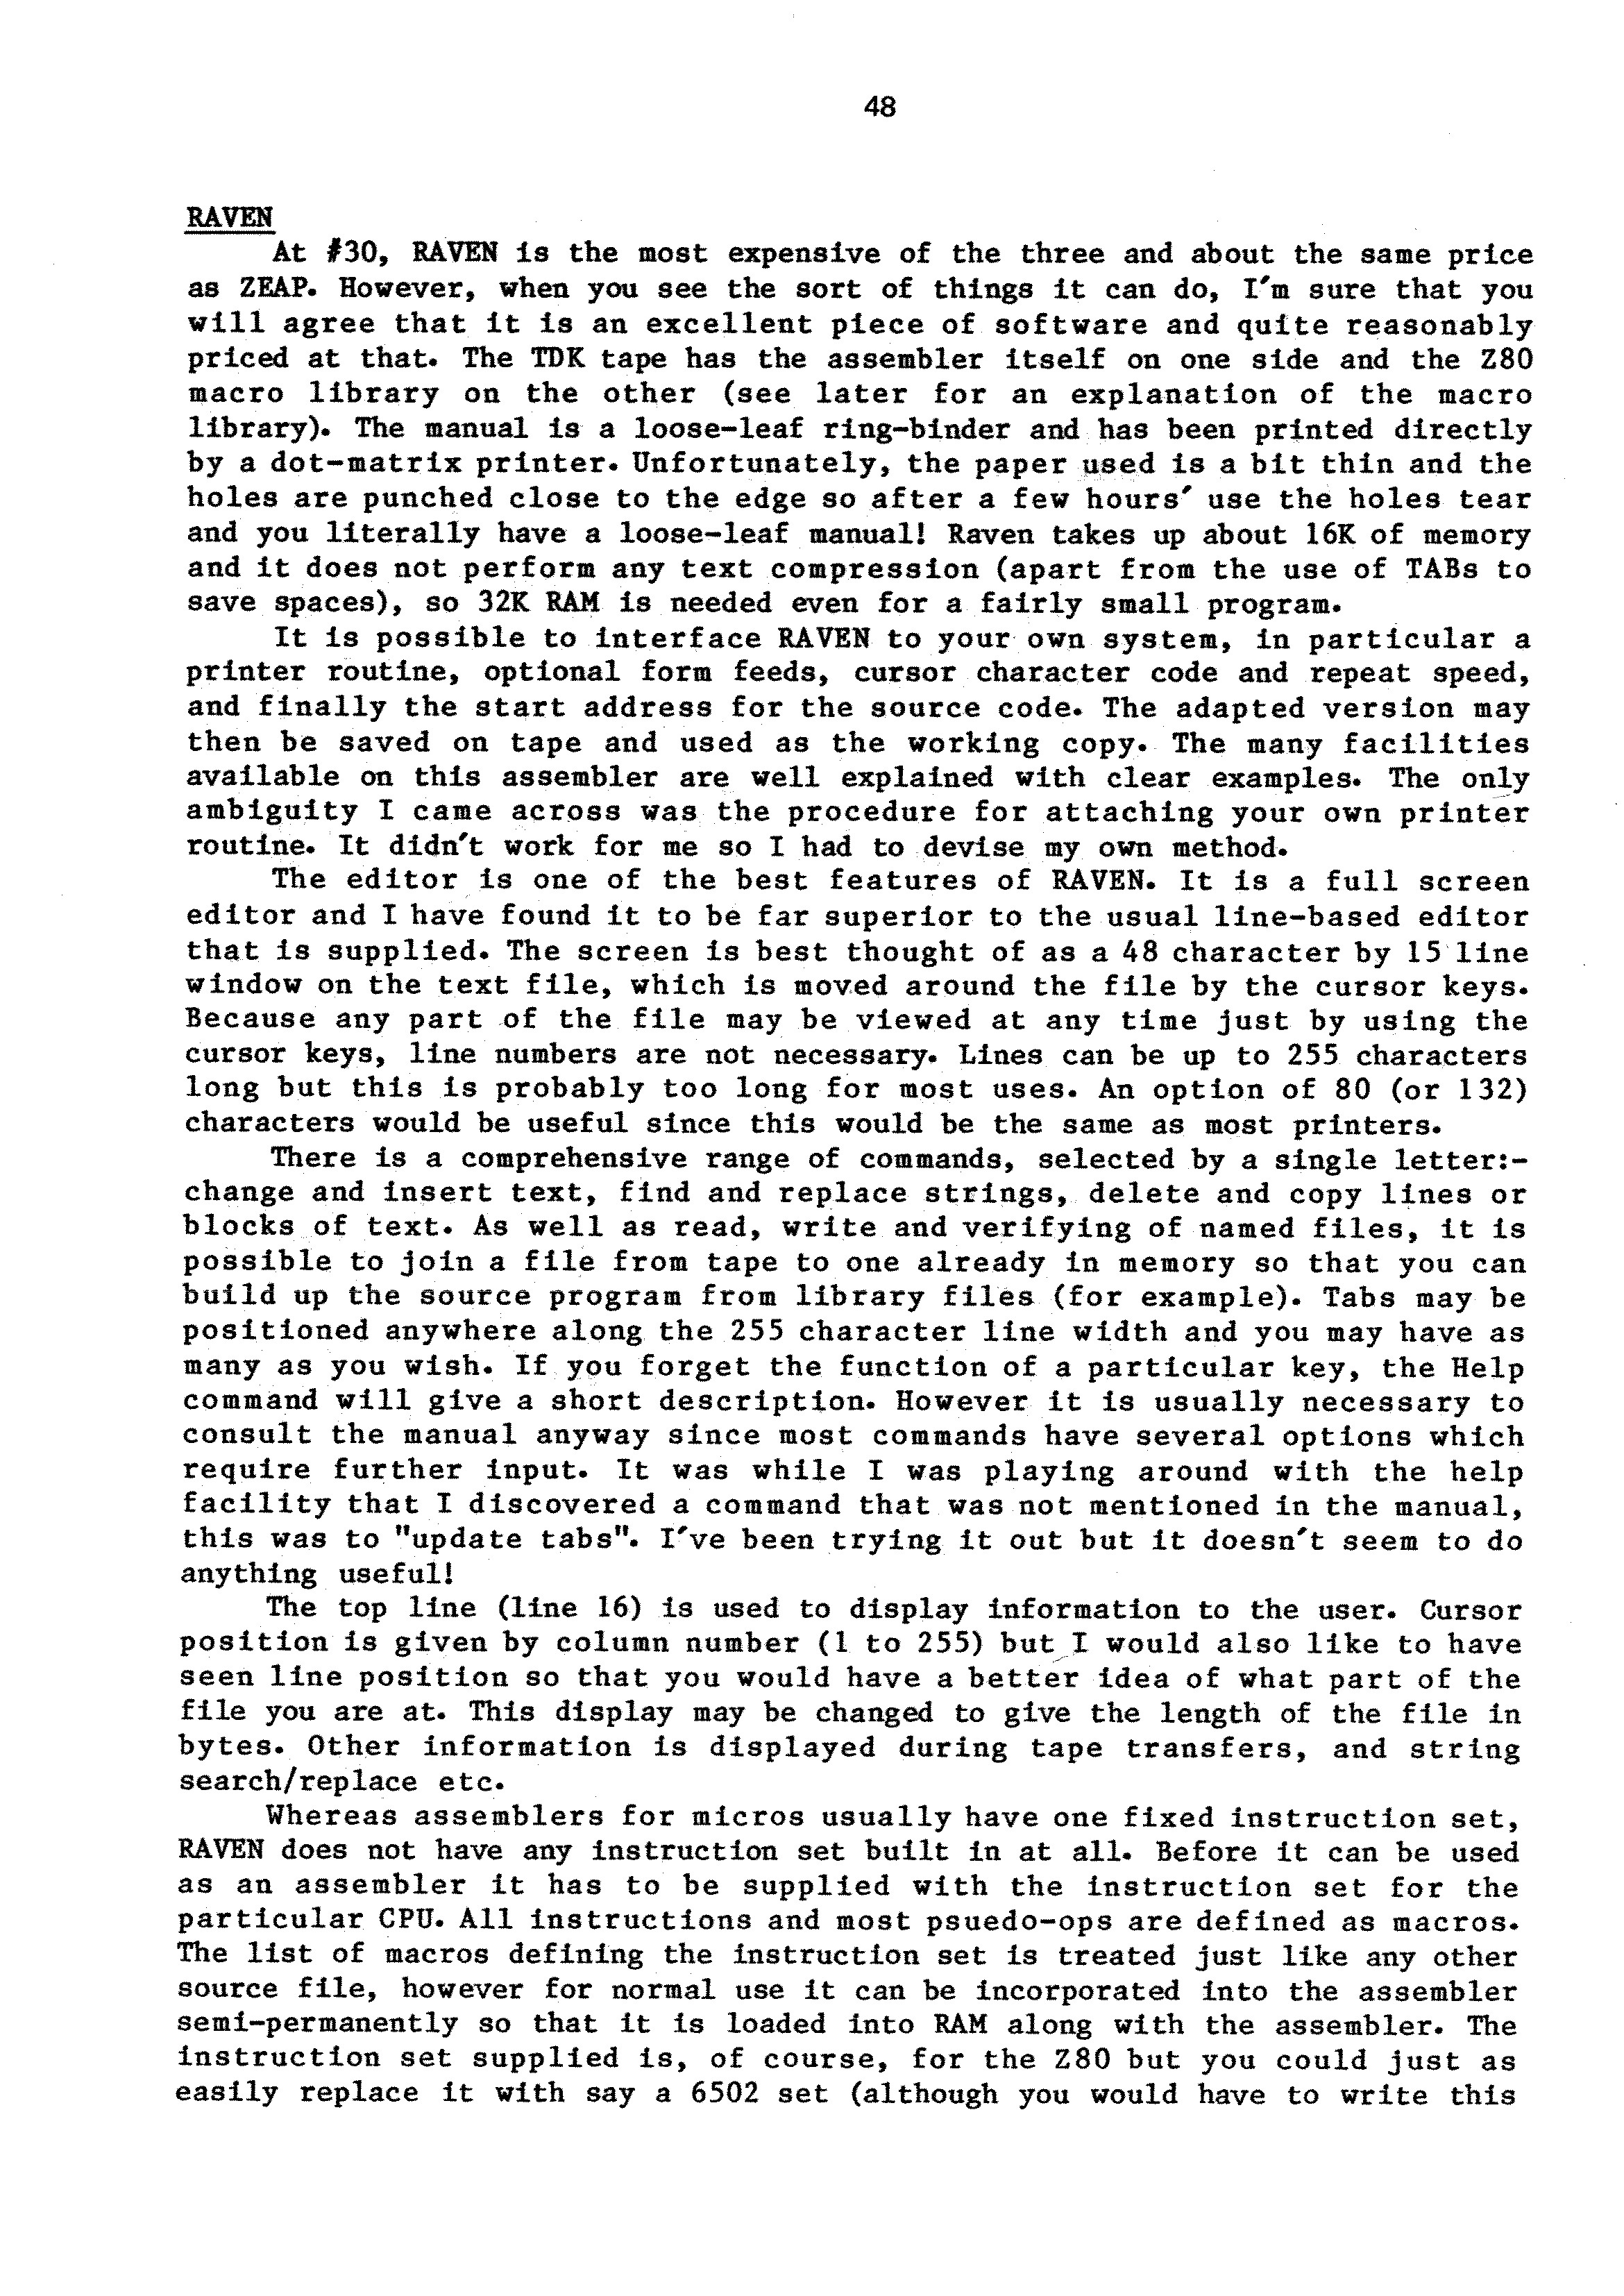 48
RAVEN
At #30, RAVEN is the most expensive of the three and about the same price
as ZEAP. However, when you see the sort of things it can do, I'm sure that you
will agree that it is an excellent piece of software and quite reasonably
priced at that. The TDK tape has the assembler itself on one side and the Z80
macro library on the other (see later for an explanation of the macro
library). The manual is a loose-leaf ring-binder and has been printed directly
by a dot-matrix printer. Unfortunately, the paper used is a bit thin and the
holes are punched close to the edge so after a few hours' use the holes tear
and you literally have a loose-leaf manual! Raven takes up about 16K of memory
and it does not perform any text compression (apart from the use of TABs to
save spaces), so 32K RAM is needed even for a fairly small program.
It is possible to interface RAVEN to your own system, in particular a
printer routine, optional form feeds, cursor character code and repeat speed,
and finally the start address for the source code. The adapted version may
then be saved on tape and used as the working copy. The many facilities
available on this assembler are well explained with clear examples. The only
ambiguity I came across was the procedure for attaching your own printer
routine. It didn't work for me so I had to devise my own method.
The editor is one of the best features of RAVEN. It is a full screen
editor and I have found it to be far superior to the usual line-based editor
that is supplied. The screen is best thought of as a 48 character by 15 line
window on the text file, which is moved around the file by the cursor keys.
Because any part of the file may be viewed at any time just by using the
cursor keys, line numbers are not necessary. Lines can be up to 255 characters
long but this is probably too long for most uses. An option of 80 (or 132)
characters would be useful since this would be the same as most printers.
There is a comprehensive range of commands, selected by a single letter:-
change and insert text, find and replace strings, delete and copy lines or
blocks of text. As well as read, write and verifying of named files, it is
possible to join a file from tape to one already in memory so that you can
build up the source program from library files (for example). Tabs may be
positioned anywhere along the 255 character line width and you may have as
many as you wish. If you forget the function of a particular key, the Help
command will give a short description. However it is usually necessary to
consult the manual anyway since most commands have several options which
require further input. It was while I was playing around with the help
facility that I discovered a command that was not mentioned in the manual,
this was to "update tabs". I've been trying it out but it doesn't seem to do
anything useful!
The top line (line 16) is used to display information to the user. Cursor
position is given by column number (1 to 255) but I would also like to have
seen line position so that you would have a better idea of what part of the
file you are at. This display may be changed to give the length of the file in
bytes. Other information is displayed during tape transfers, and string
search/replace etc.
Whereas assemblers for micros usually have one fixed instruction set,
RAVEN does not have any instruction set built in at all. Before it can be used
as an assembler it has to be supplied with the instruction set for the
particular CPU. All instructions and most psuedo-ops are defined as macros.
The list of macros defining the instruction set is treated just like any other
source file, however for normal use it can be incorporated into the assembler
semi-permanently so that it is loaded into RAM along with the assembler. The
instruction set supplied is, of course, for the Z80 but you could just as
easily replace it with say a 6502 set (although you would have to write this